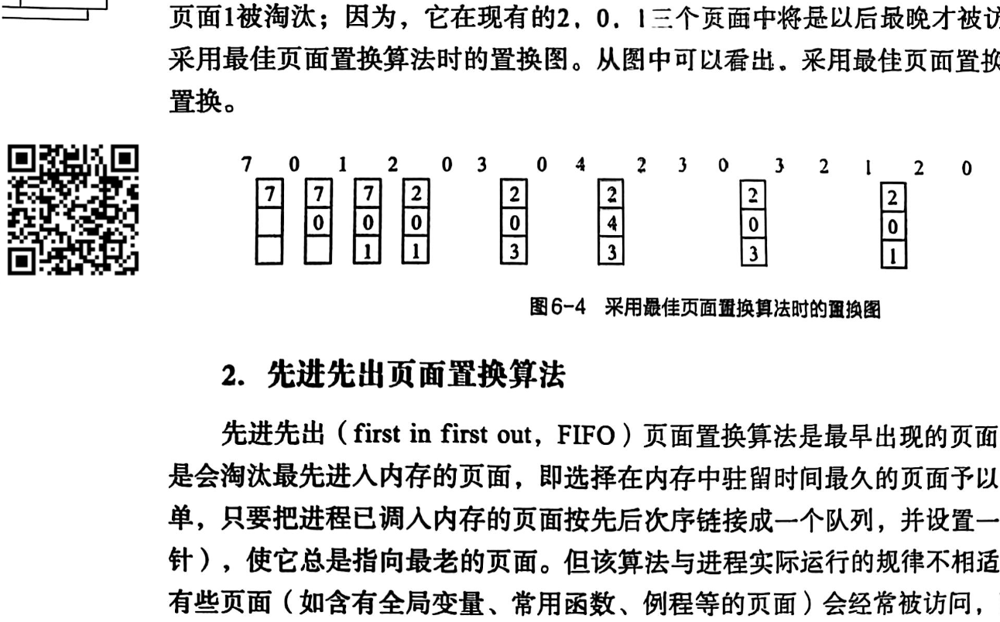 页面1被淘汰；因为，它在现有的2，0，1三个页面中将是以后最晚才被访
采用最佳页面置换算法时的置换图。从图中可以看出，采用最佳页面置换
置换。
7 0 1 2 0 3 0 4 2 3 0 3 2 1 2 0
7 7 7 2 2 2 2 2
0 0 0 0 4 0 0
1 1 3 3 3 1
图6-4 采用最佳页面置换算法时的置换图
2. 先进先出页面置换算法
先进先出（first in first out，FIFO）页面置换算法是最早出现的页面
是会淘汰最先进入内存的页面，即选择在内存中驻留时间最久的页面予以
单，只要把进程已调入内存的页面按先后次序链接成一个队列，并设置一
针），使它总是指向最老的页面。但该算法与进程实际运行的规律不相适
有些页面（如含有全局变量、常用函数、例程等的页面）会经常被访问，